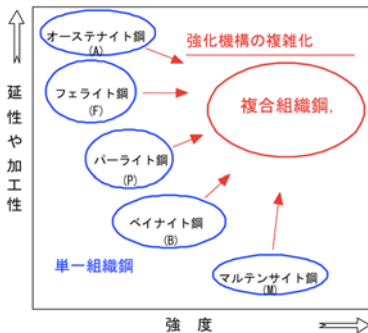 オーステナイト鋼
(A)
強化機構の複雑化
フェライト鋼
(F)
複合組織鋼,
パーライト鋼
(P)
ベイナイト鋼
(B)
単一組織鋼
マルテンサイト鋼
(M)
延性や加工性
強 度